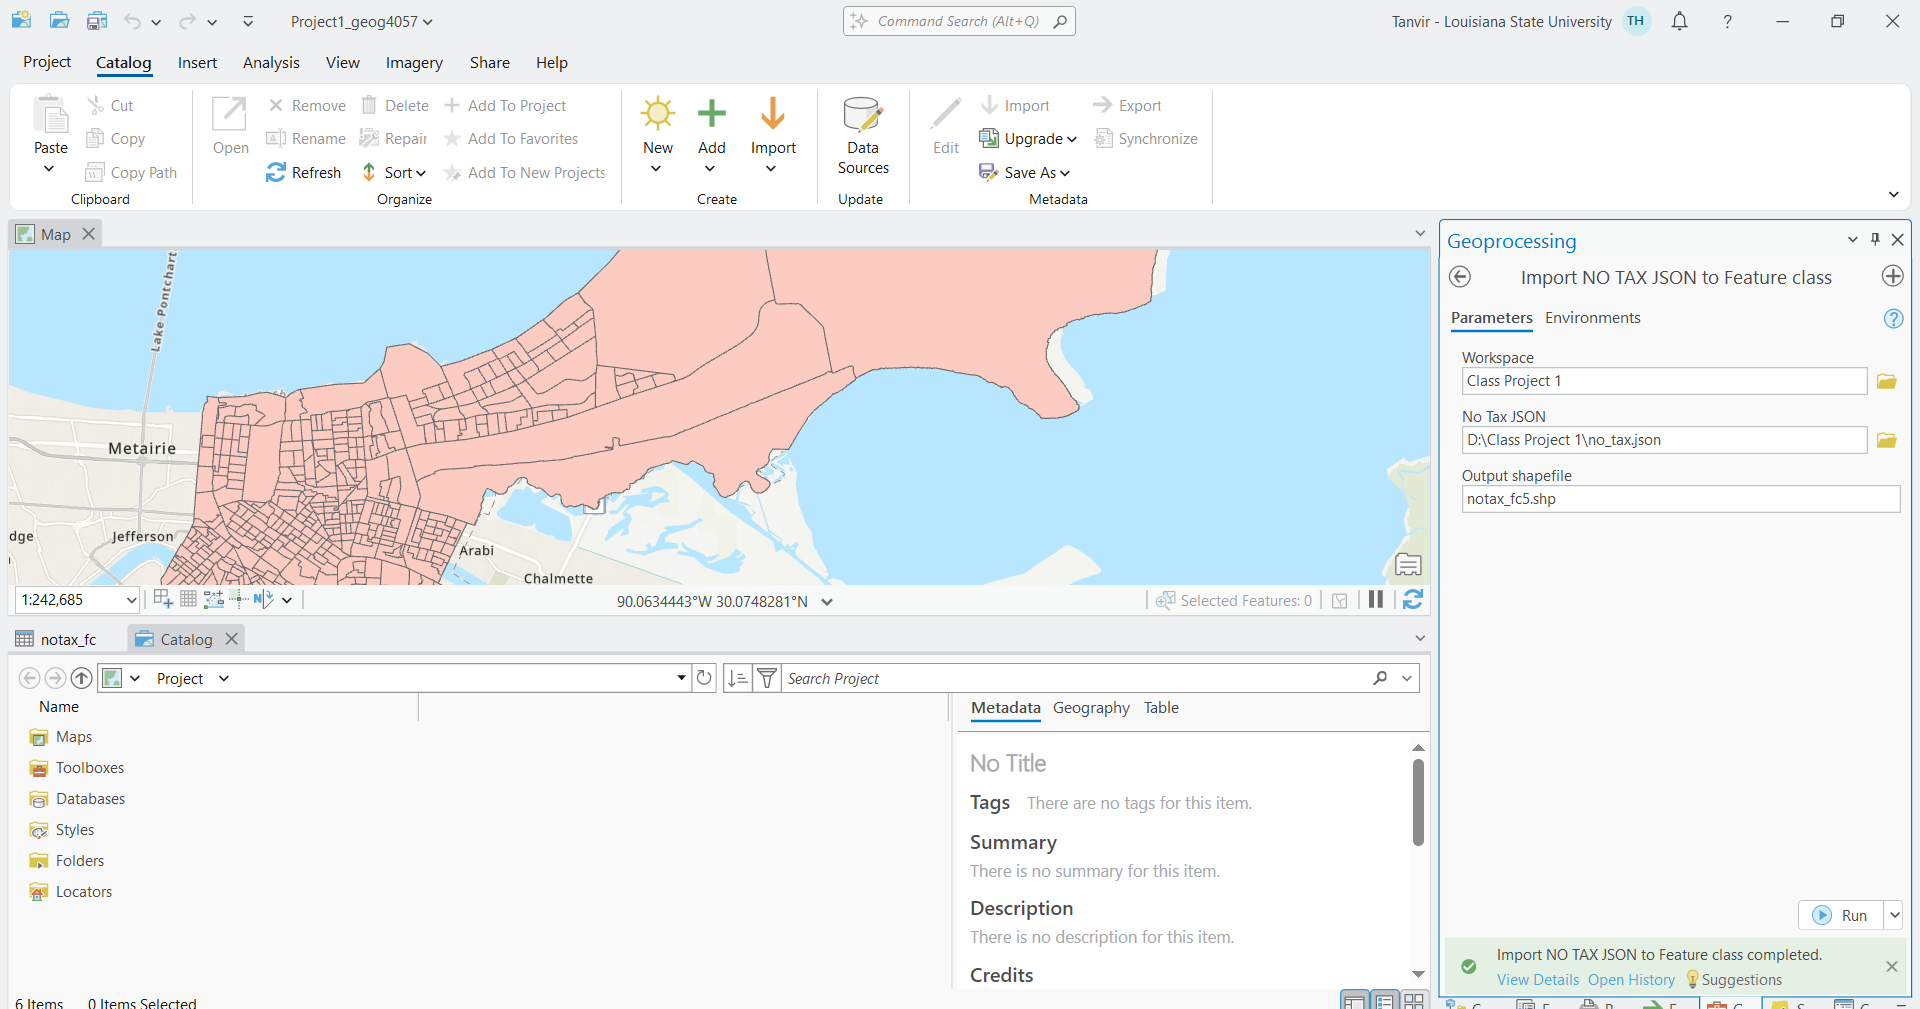 Project1_geog4057
Command Search (Alt+Q)
Tanvir - Louisiana State University
TH
?
Project
Catalog
Insert
Analysis
View
Imagery
Share
Help
Paste
Cut
Copy
Copy Path
Clipboard
Open
Remove
Delete
Add To Project
Rename
Repair
Add To Favorites
Refresh
Sort
Add To New Projects
Organize
New
Add
Import
Create
Data
Sources
Update
Edit
Import
Export
Upgrade
Synchronize
Save As
Metadata
Map
Lake Pontchart
Metairie
dge
Jefferson
Arabi
Chalmette
1:242,685
N
90.0634443°W 30.0748281°N
Selected Features: 0
notax_fc
Catalog
Project
Search Project
Name
Maps
Toolboxes
Databases
Styles
Folders
Locators
6 Items
0 Items Selected
Metadata
Geography
Table
No Title
Tags There are no tags for this item.
Summary
There is no summary for this item.
Description
There is no description for this item.
Credits
Geoprocessing
Import NO TAX JSON to Feature class
Parameters
Environments
?
Workspace
Class Project 1
No Tax JSON
D:\Class Project 1\no_tax.json
Output shapefile
notax_fc5.shp
Run
Import NO TAX JSON to Feature class completed.
View Details
Open History
Suggestions